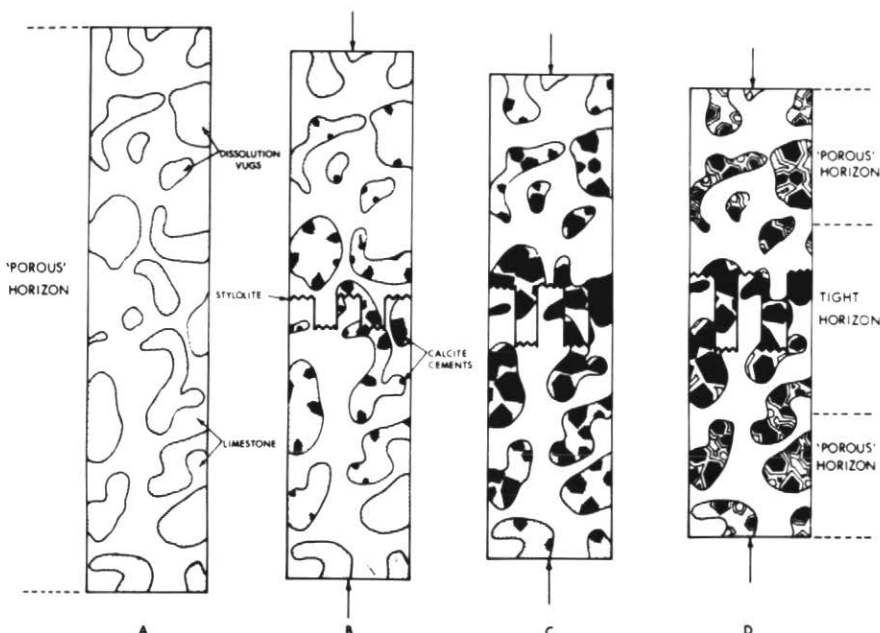 'POROUS'
HORIZON
DISSOLUTION
VUGS
LIMESTONE
STYLOLITE
CALCITE
CEMENTS
'POROUS'
HORIZON
TIGHT
HORIZON
'POROUS'
HORIZON
A
B
C
D